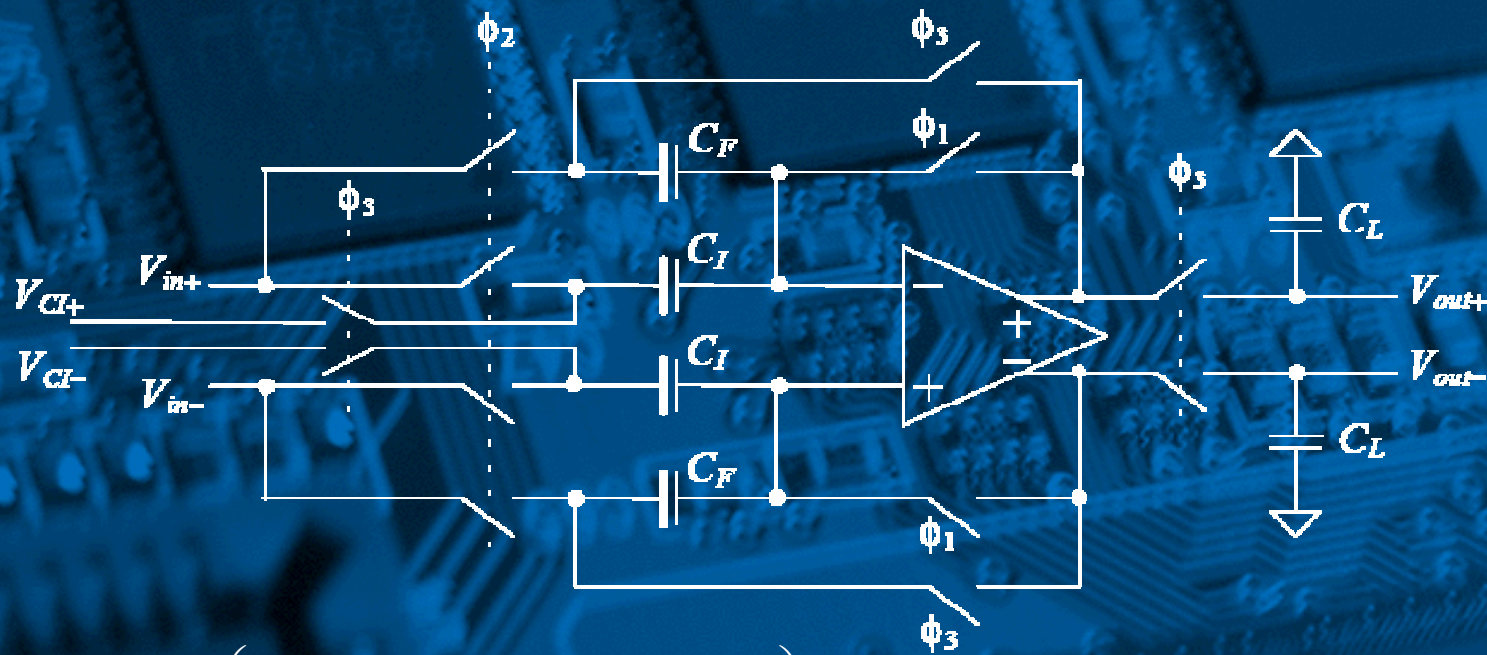 ϕ₂
ϕ₃
ϕ₁
C_F
ϕ₃
ϕ₃
C_L
C_I
V_in+
V_CI+
V_out+
+
−
−
C_I
V_CI−
V_in−
V_out−
+
C_L
C_F
ϕ₁
ϕ₃
( )